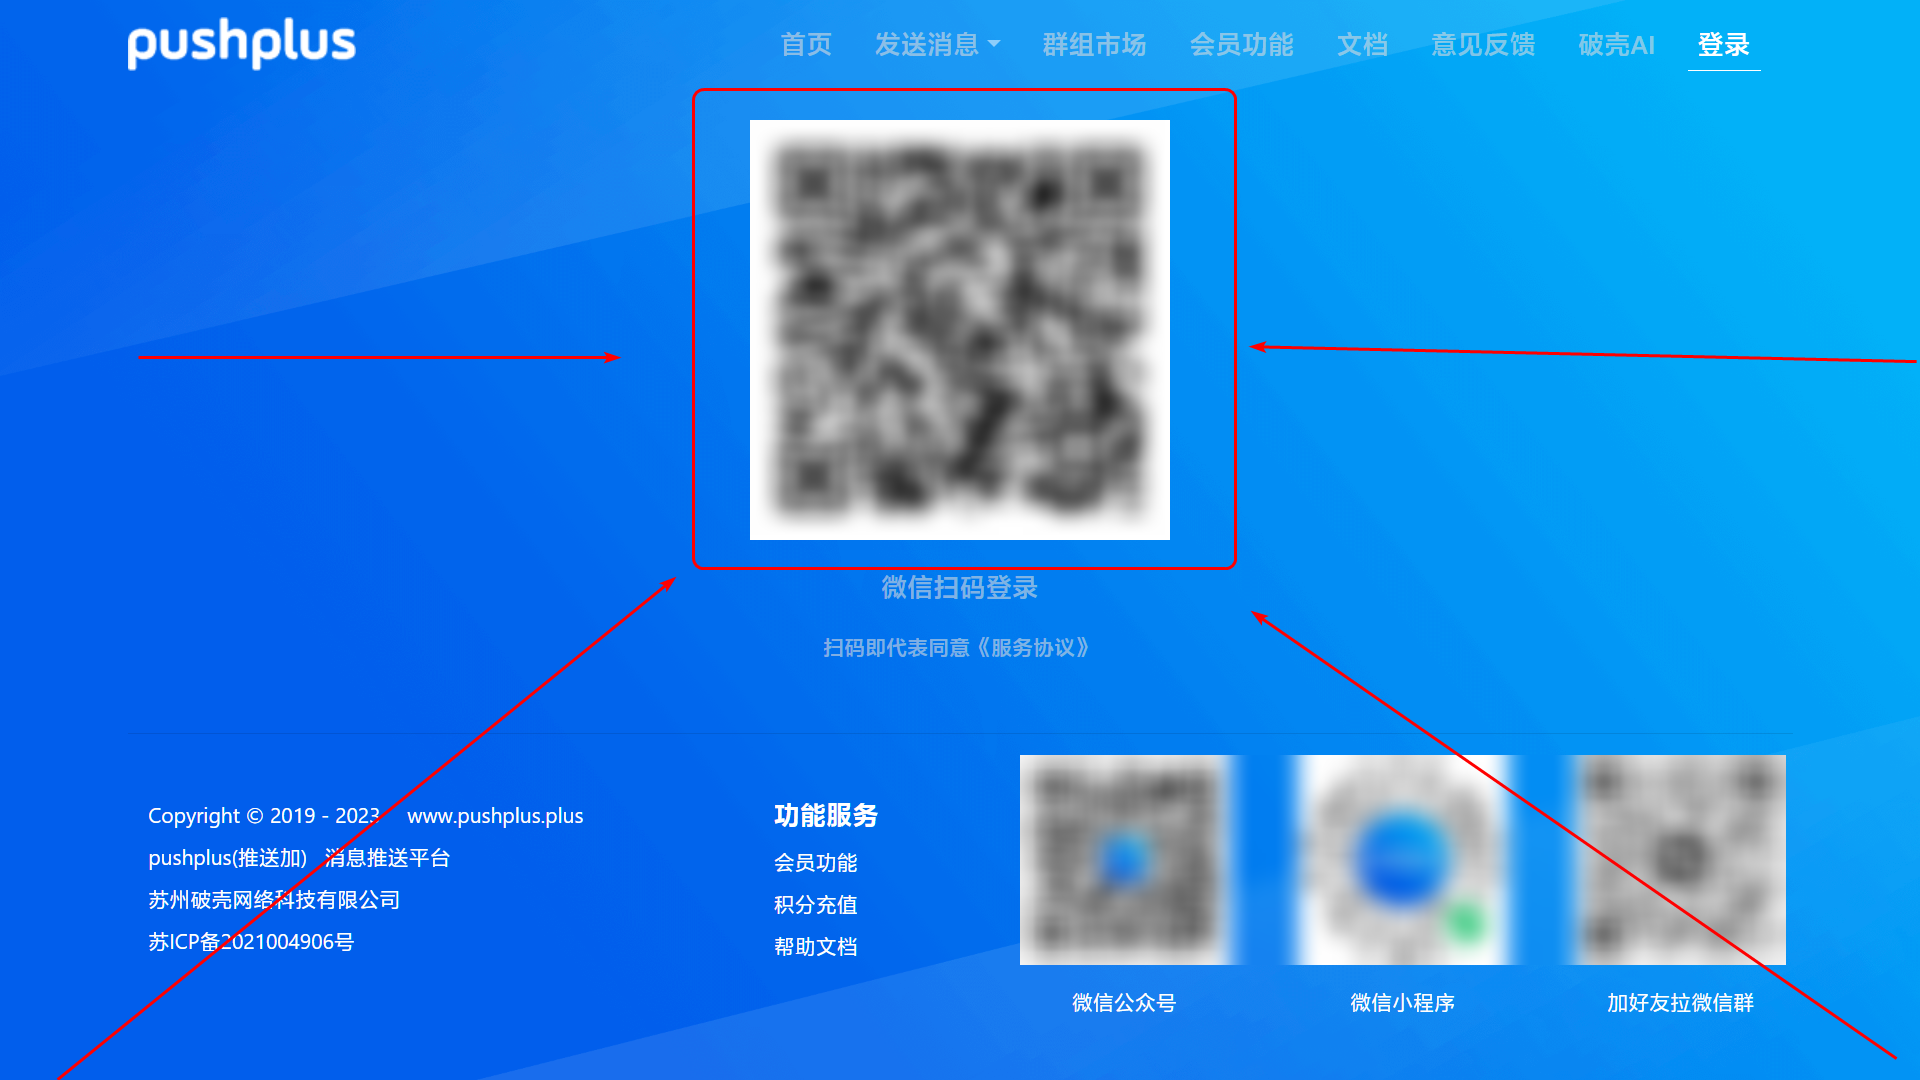 pushplus
首页 发送消息 群组市场 会员功能 文档 意见反馈 破壳AI 登录
微信扫码登录
扫码即代表同意《服务协议》
Copyright © 2019 - 2023 www.pushplus.plus
pushplus(推送加) 消息推送平台
苏州破壳网络科技有限公司
苏ICP备2021004906号
功能服务
会员功能
积分充值
帮助文档
微信公众号
微信小程序
加好友拉微信群